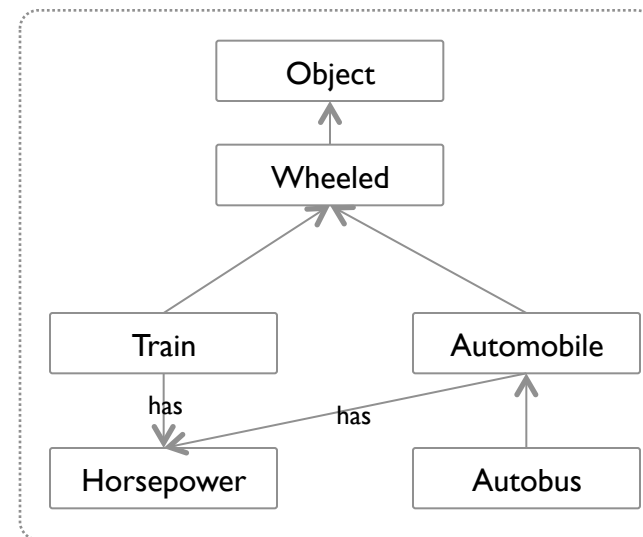 Object
Wheeled
Train
Automobile
has
has
Horsepower
Autobus